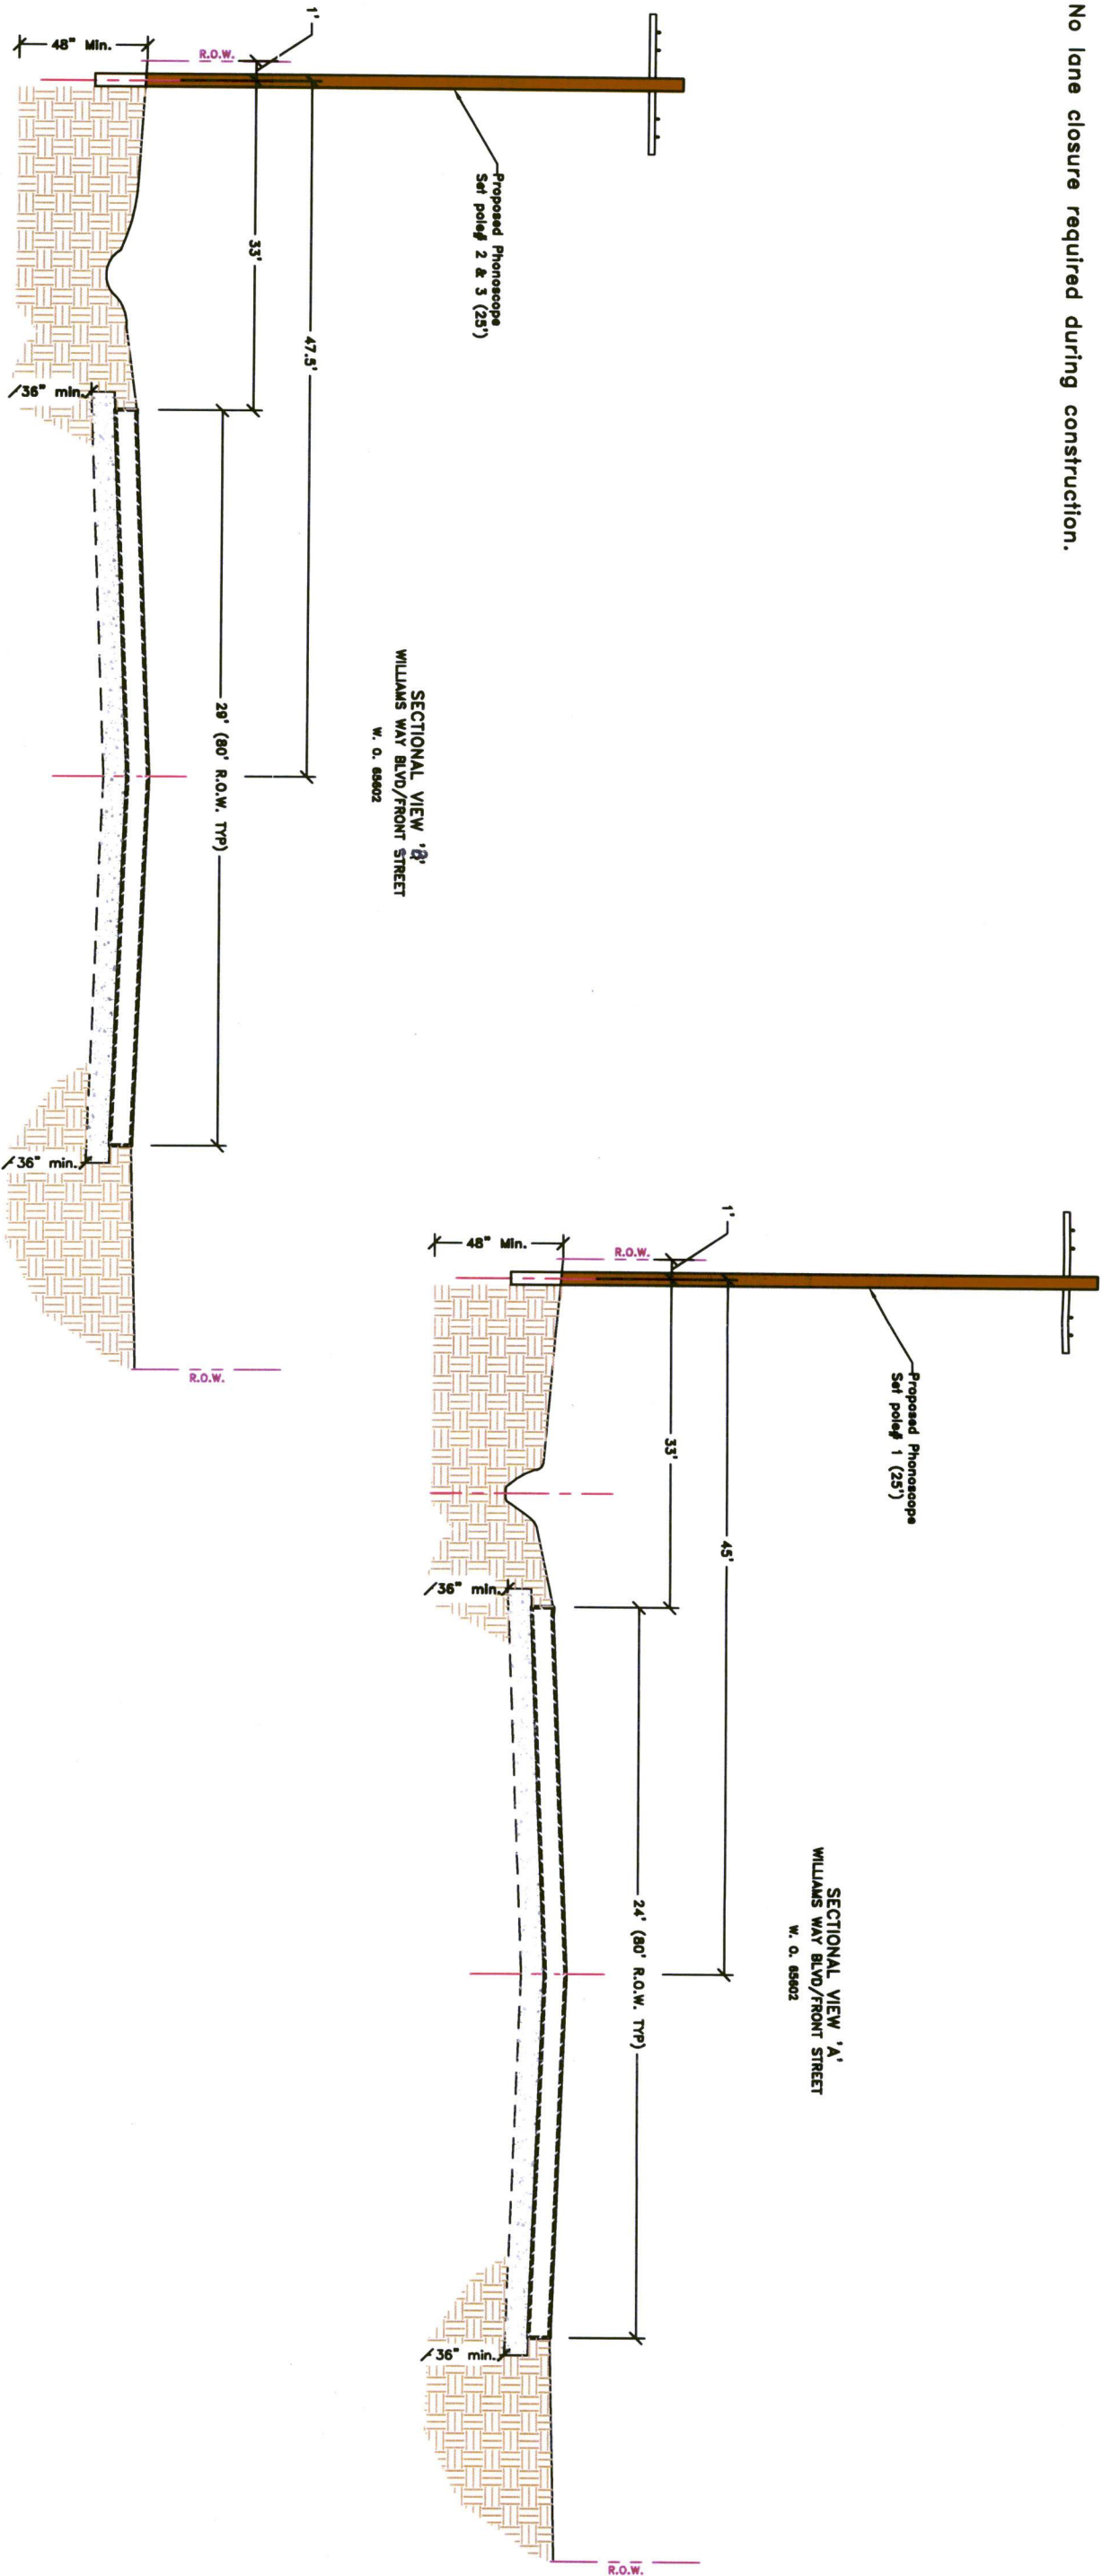 No lane closure required during construction.
Proposed Phonoscope
Set pole# 1 (25')
SECTIONAL VIEW 'A'
WILLIAMS WAY BLVD/FRONT STREET
W. O. 65602
1'
R.O.W.
48" Min.
45'
33'
24' (80' R.O.W. TYP)
36" min.
36" min.
R.O.W.
Proposed Phonoscope
Set pole# 2 & 3 (25')
SECTIONAL VIEW 'B'
WILLIAMS WAY BLVD/FRONT STREET
W. O. 65602
1'
R.O.W.
48" Min.
47.5'
33'
29' (80' R.O.W. TYP)
36" min.
36" min.
R.O.W.